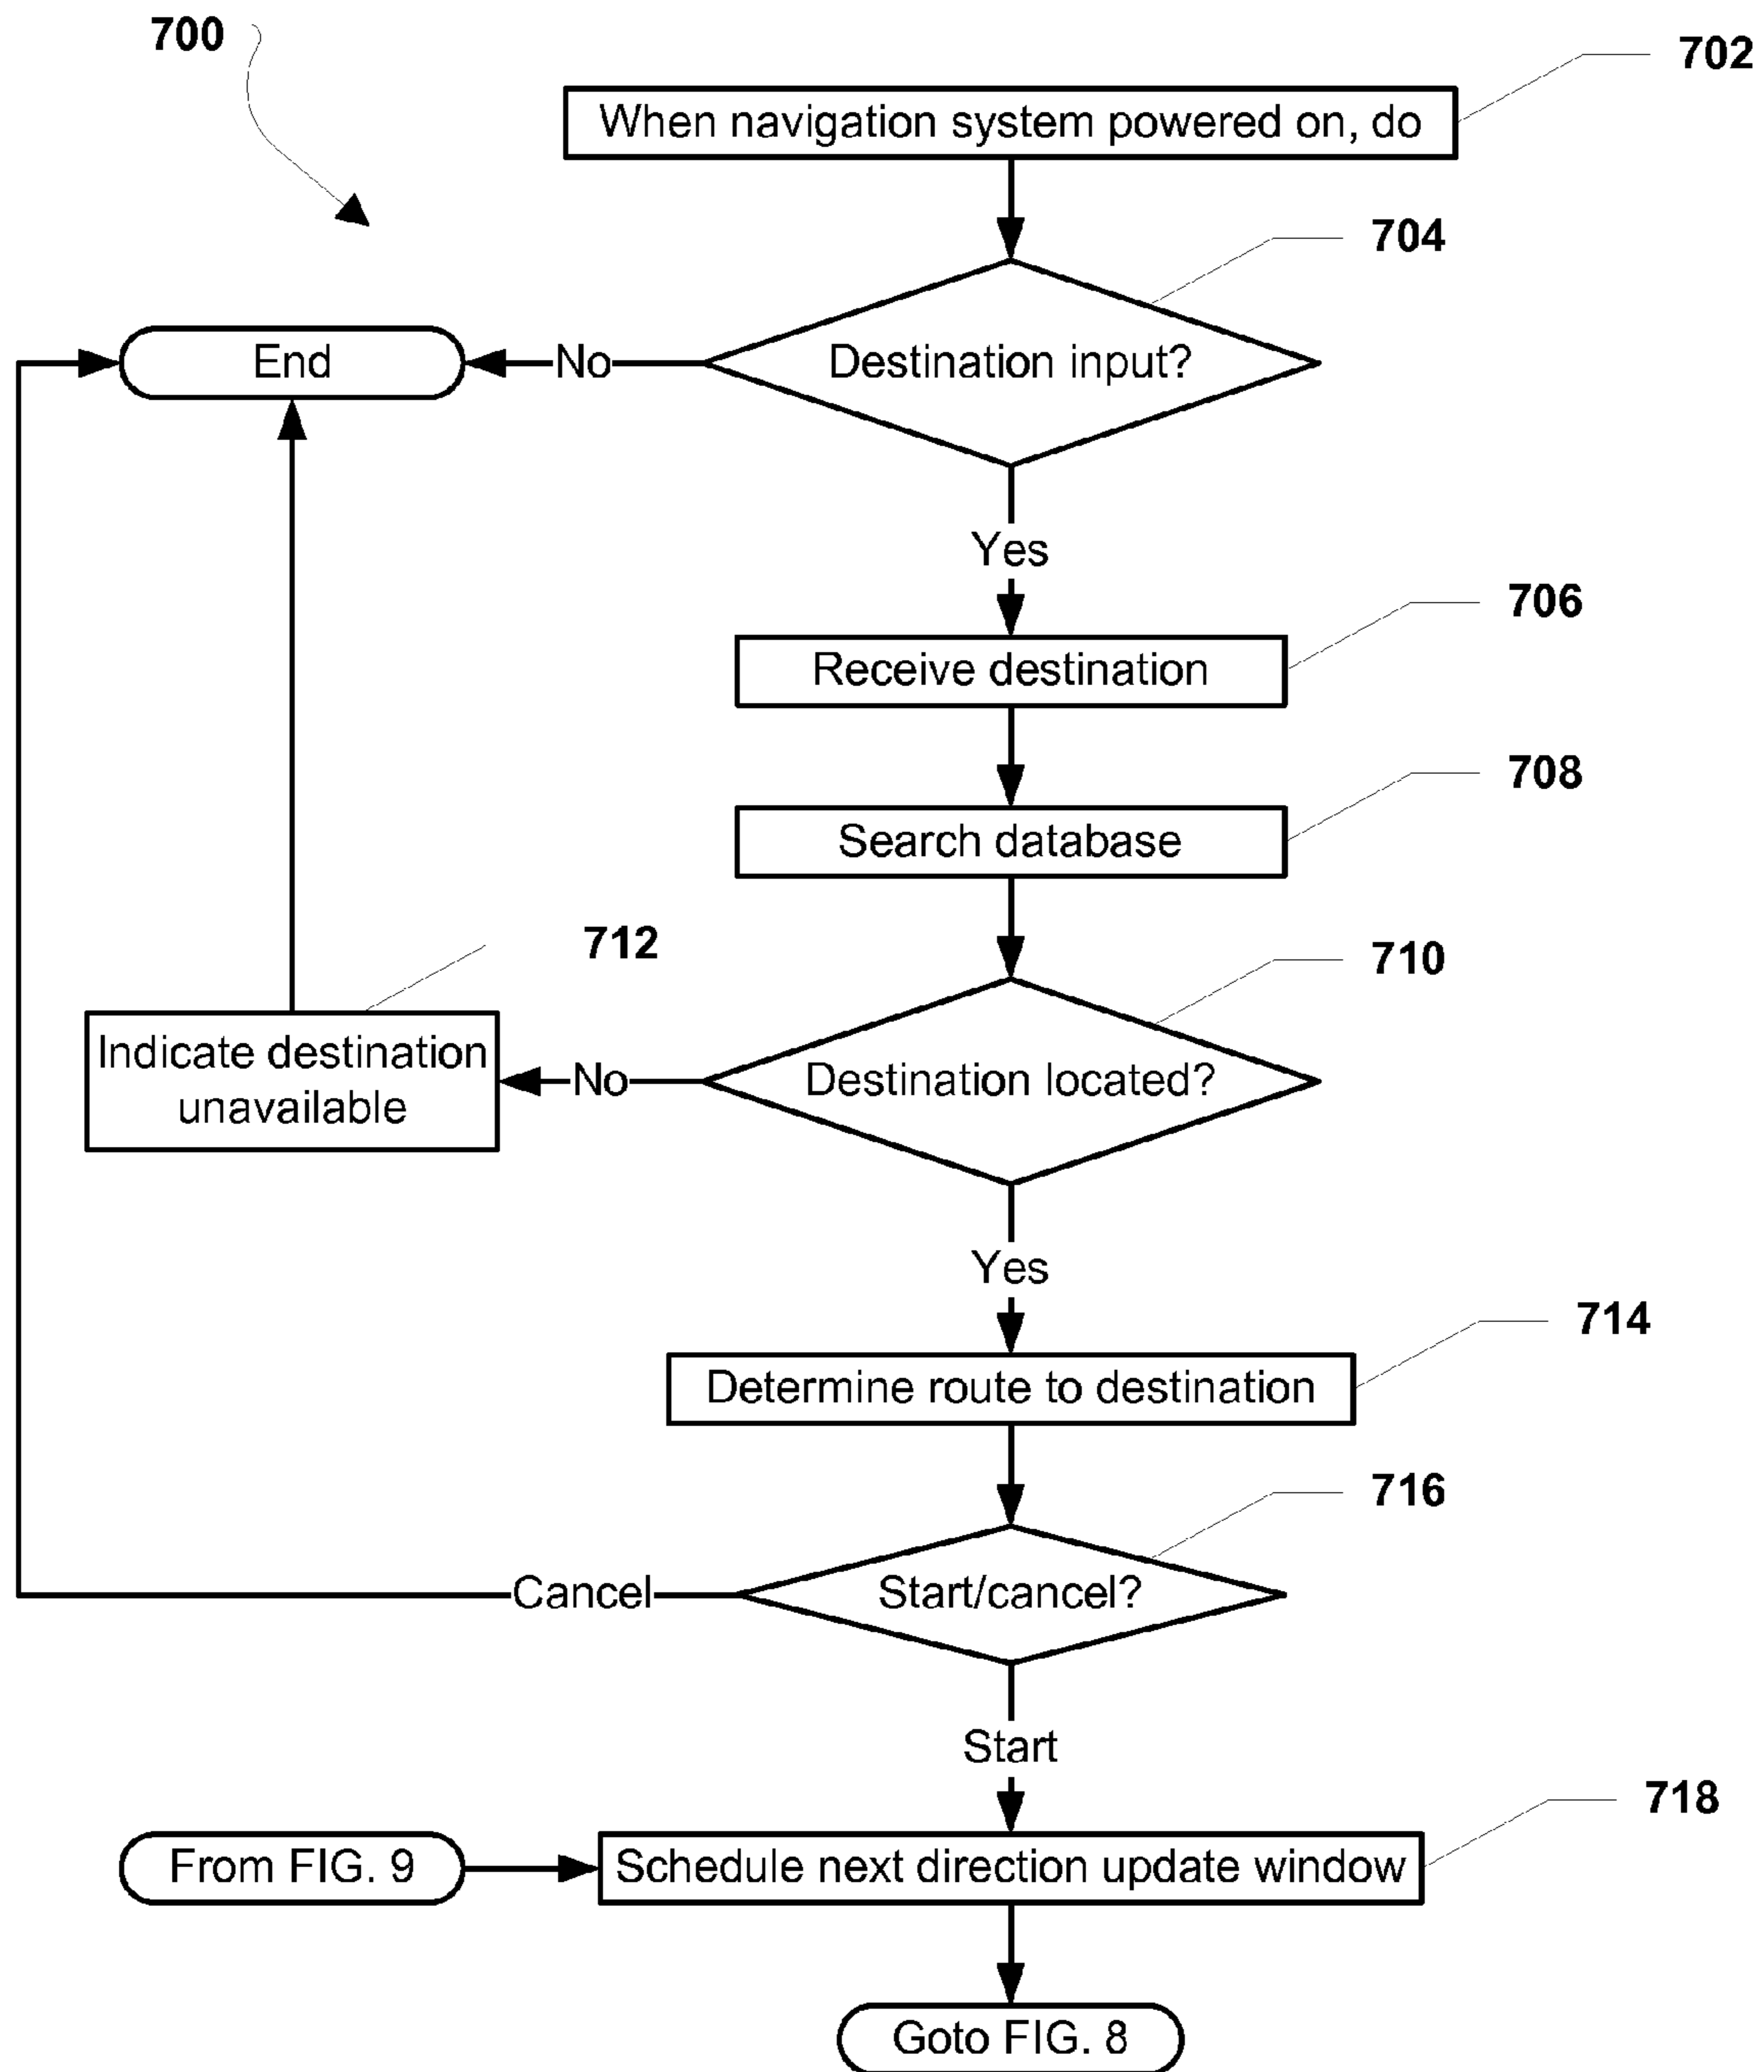 700
702
When navigation system powered on, do
704
End
No
Destination input?
Yes
706
Receive destination
708
Search database
712
710
Indicate destination
unavailable
No
Destination located?
Yes
714
Determine route to destination
716
Cancel
Start/cancel?
Start
718
From FIG. 9
Schedule next direction update window
Goto FIG. 8